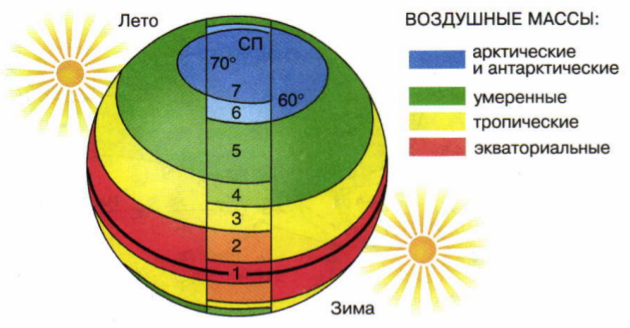 Лето
ВОЗДУШНЫЕ МАССЫ:
арктические
и антарктические
умеренные
тропические
экваториальные
СП
70°
7
60°
6
5
4
3
2
1
Зима